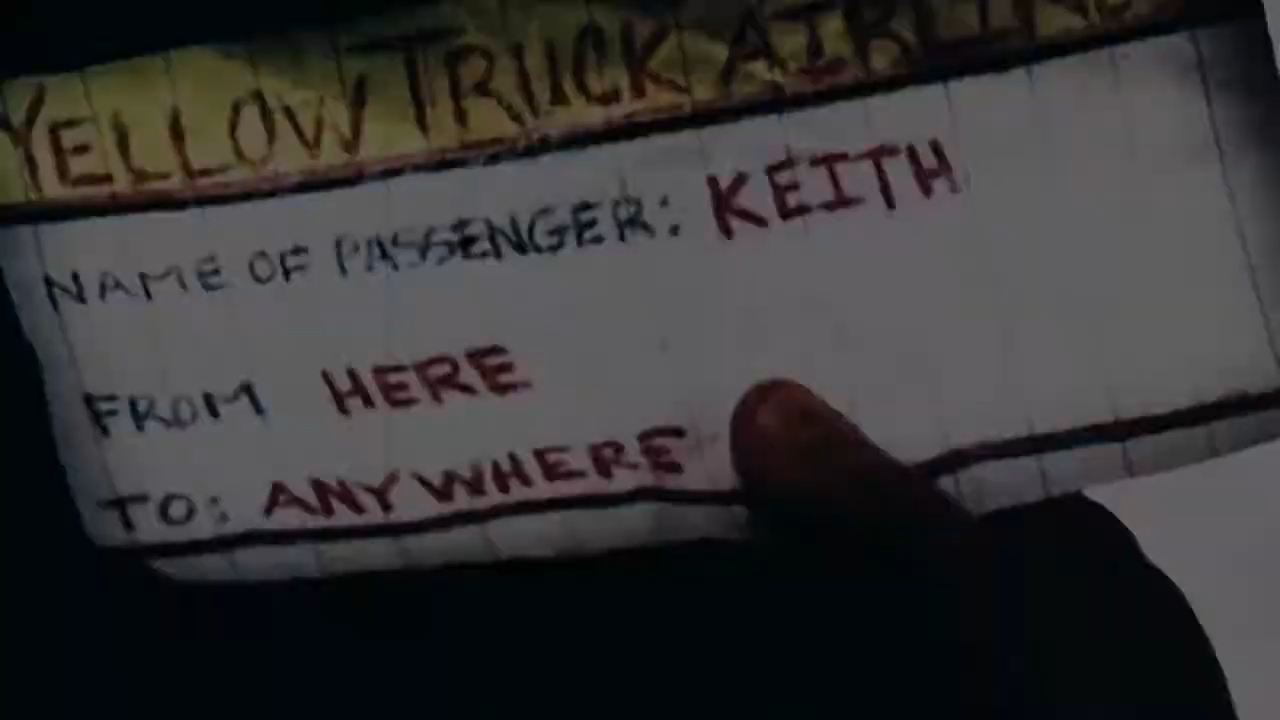 YELLOW TRUCK AIRLINE
NAME OF PASSENGER: KEITH
FROM HERE
TO: ANYWHERE